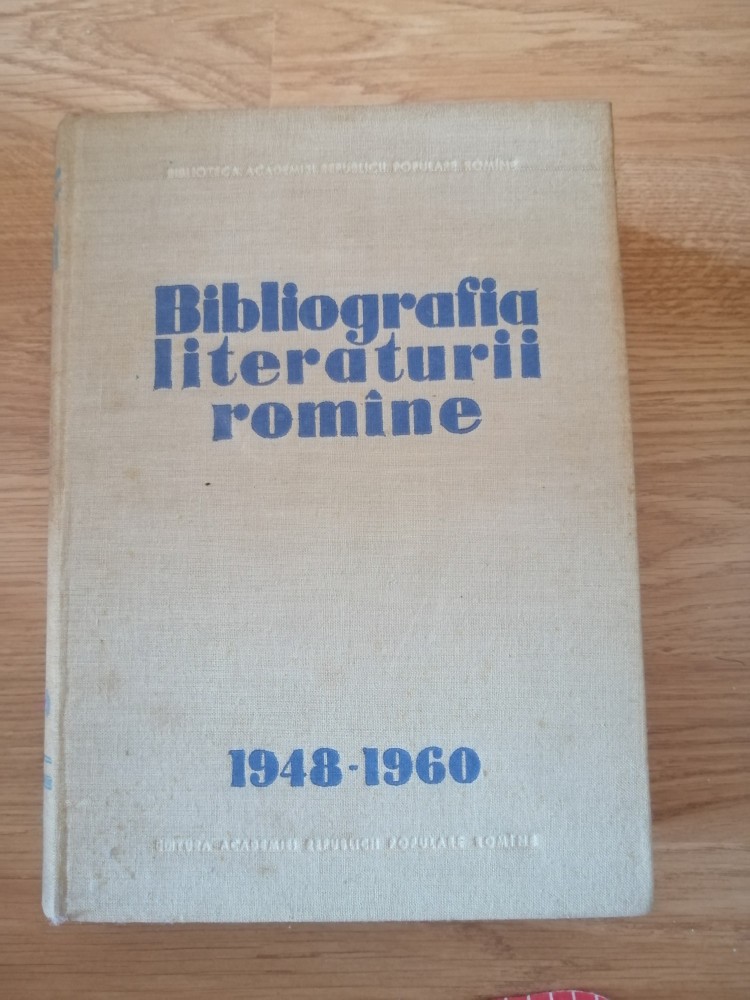 BIBLIOTECA ACADEMIEI REPUBLICII POPULARE ROMÎNE
Bibliografia
literaturii
romîne
1948-1960
EDITURA ACADEMIEI REPUBLICII POPULARE ROMÎNE